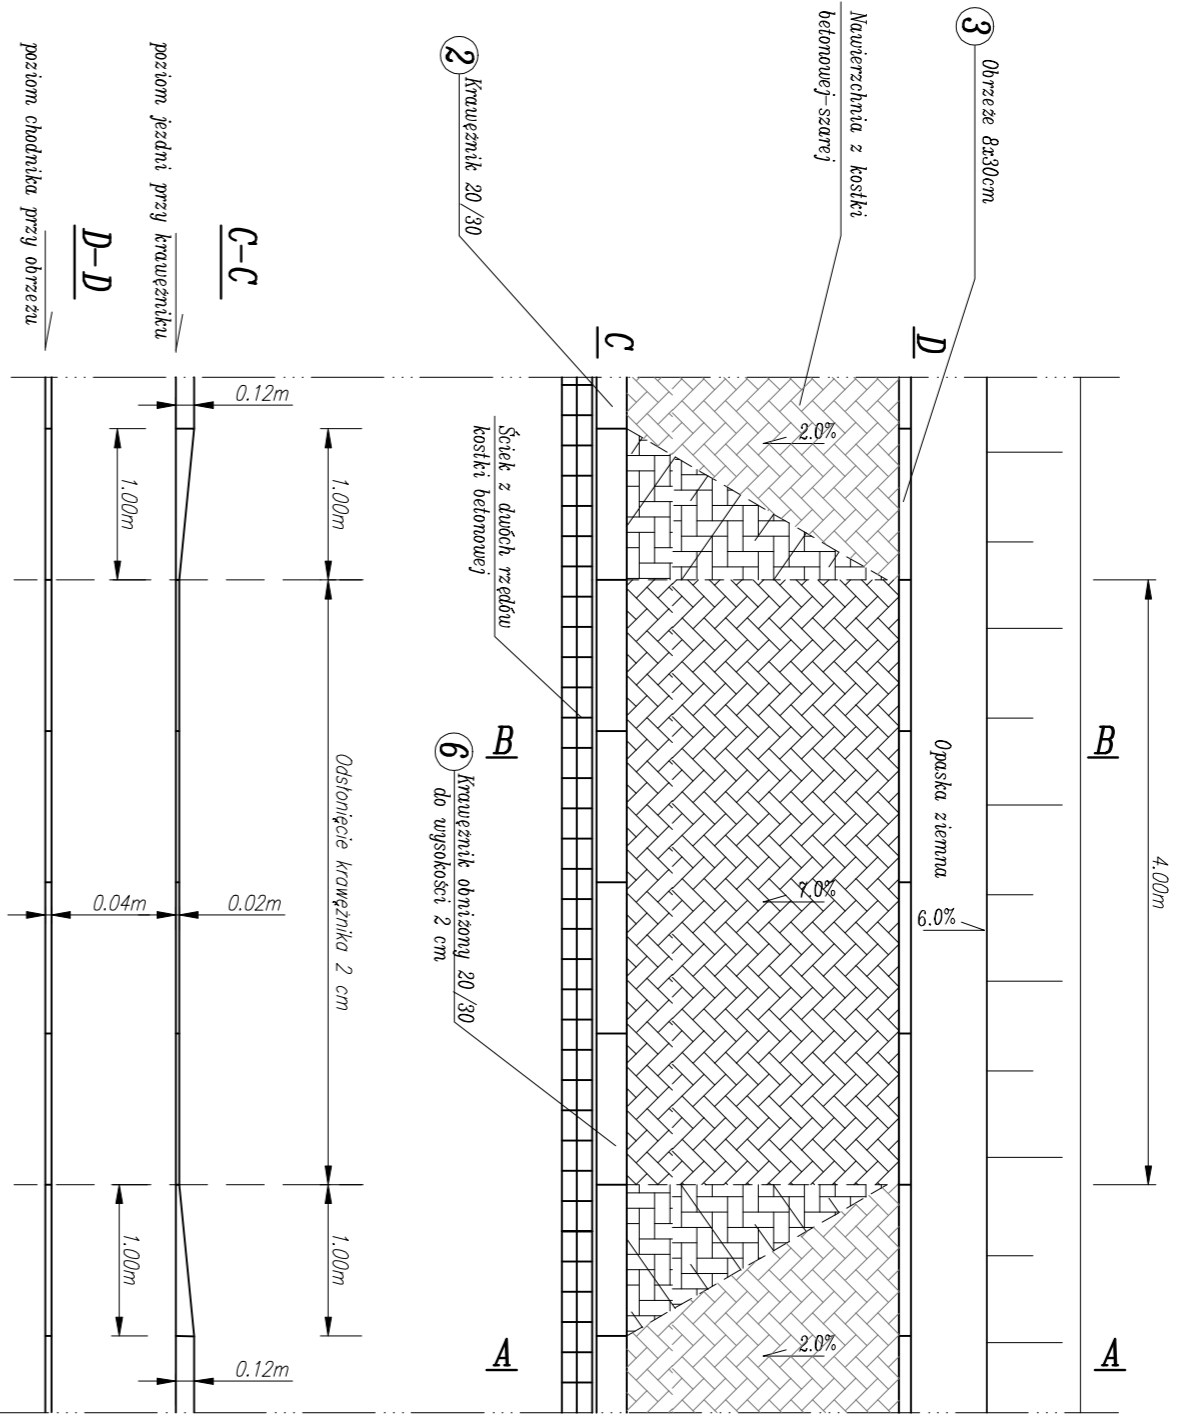 3
Obrzeże 8x30cm
Nawierzchnia z kostki
betonowej-szarej
2
Krawężnik 20/30
C-C
poziom jezdni przy krawężniku
D-D
poziom chodnika przy obrzeżu
D
C
2.0%
0.12m
1.00m
1.00m
Ściek z dwóch rzędów
kostki betonowej
B
B
Opaska ziemna
4.00m
6
Krawężnik obniżony 20/30
do wysokości 2 cm
Odsłonięcie krawężnika 2 cm
7.0%
6.0%
0.04m
0.02m
1.00m
1.00m
2.0%
A
A
0.12m